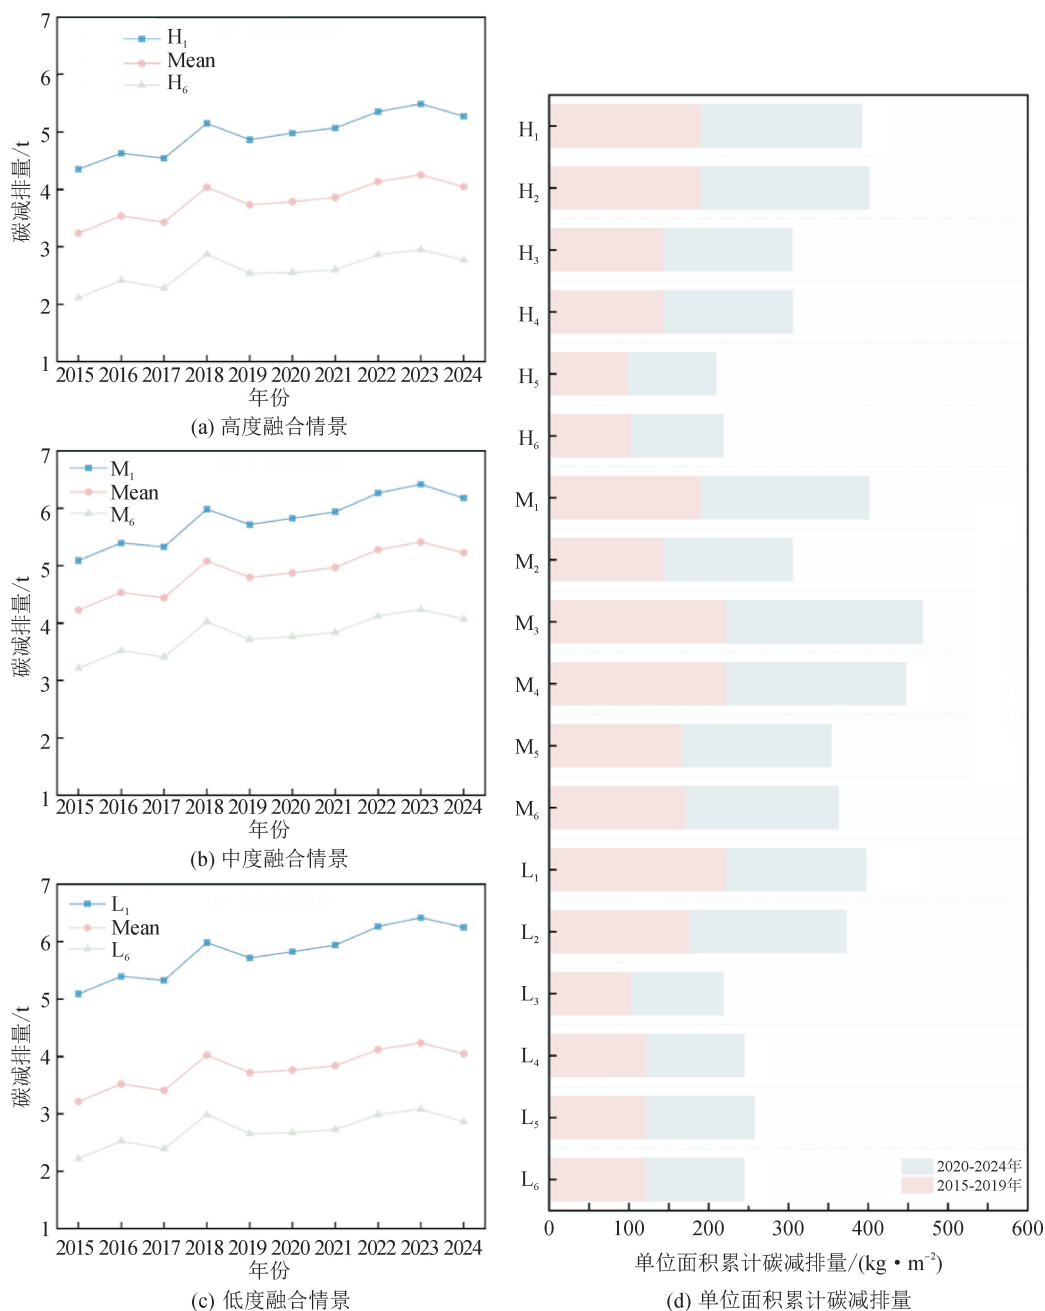 7
6
5
4
3
2
1
碳减排量/t
H₁
Mean
H₆
2015 2016 2017 2018 2019 2020 2021 2022 2023 2024
年份
(a) 高度融合情景
7
6
5
4
3
2
1
碳减排量/t
M₁
Mean
M₆
2015 2016 2017 2018 2019 2020 2021 2022 2023 2024
年份
(b) 中度融合情景
7
6
5
4
3
2
1
碳减排量/t
L₁
Mean
L₆
2015 2016 2017 2018 2019 2020 2021 2022 2023 2024
年份
(c) 低度融合情景
H₁
H₂
H₃
H₄
H₅
H₆
M₁
M₂
M₃
M₄
M₅
M₆
L₁
L₂
L₃
L₄
L₅
L₆
2020-2024年
2015-2019年
0 100 200 300 400 500 600
单位面积累计碳减排量/(kg·m⁻²)
(d) 单位面积累计碳减排量